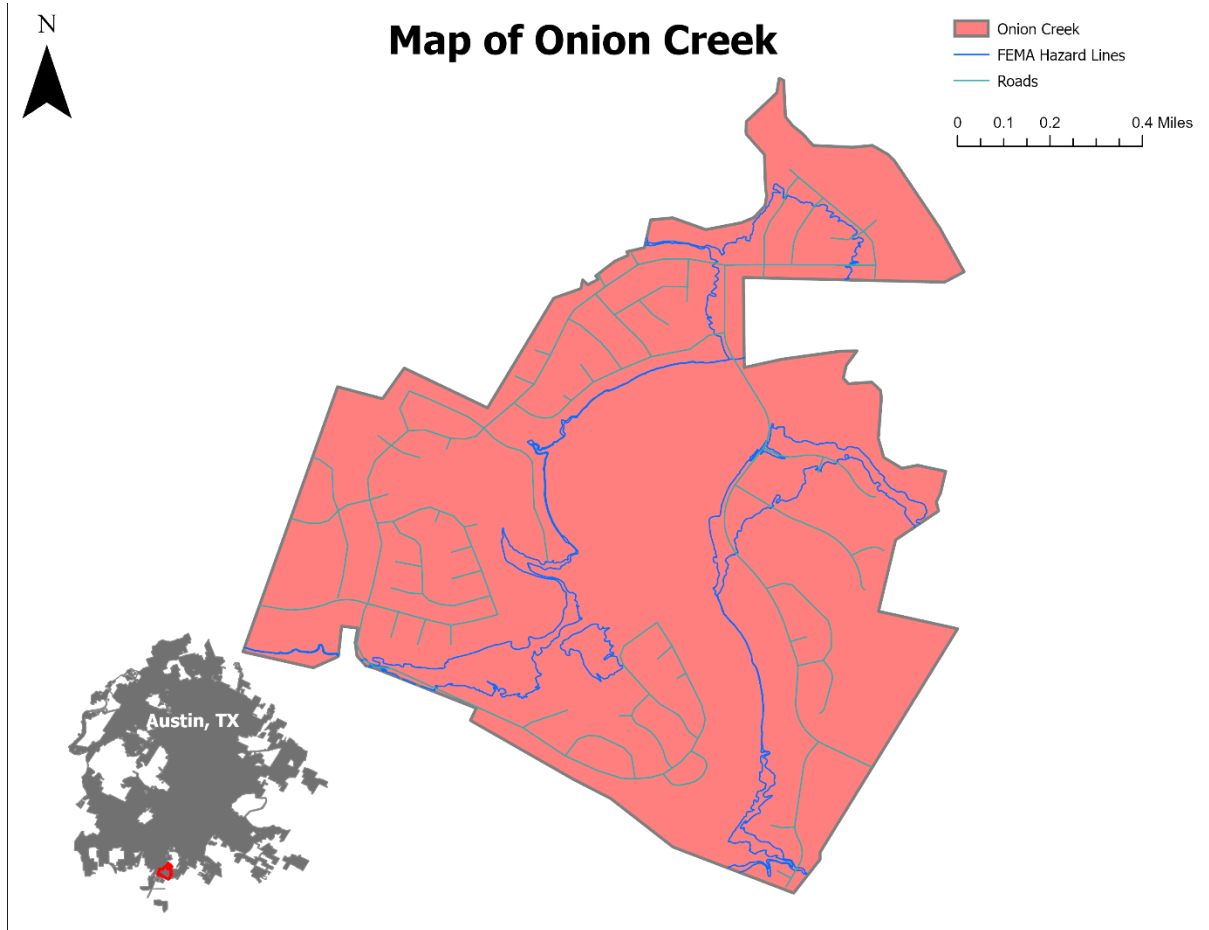 N
Map of Onion Creek
Onion Creek
FEMA Hazard Lines
Roads
0 0.1 0.2 0.4 Miles
Austin, TX